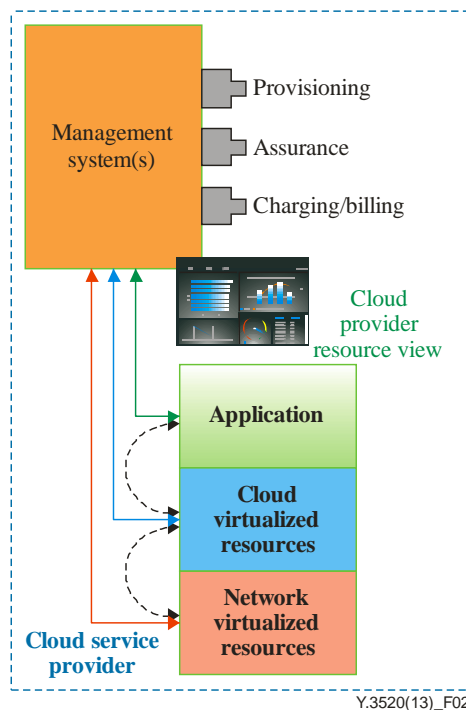 Management
system(s)
Provisioning
Assurance
Charging/billing
Cloud
provider
resource view
Application
Cloud
virtualized
resources
Network
virtualized
resources
Cloud service
provider
Y.3520(13)_F02